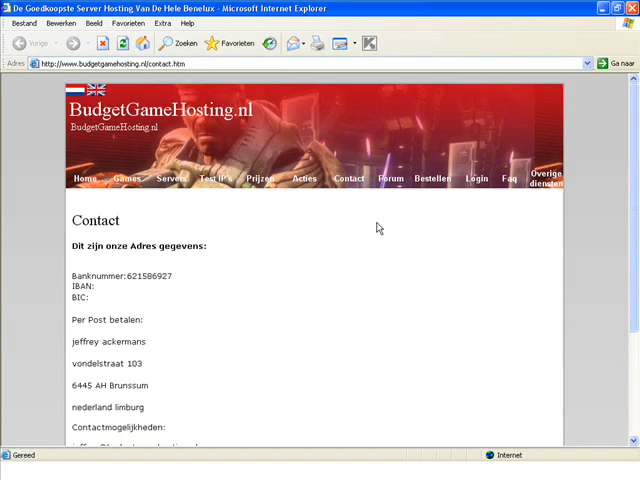 De Goedkoopste Server Hosting Van De Hele Benelux - Microsoft Internet Explorer
Bestand Bewerken Beeld Favorieten Extra Help
Vorige Zoeken Favorieten
Adres http://www.budgetgamehosting.nl/contact.htm Ga naar
BudgetGameHosting.nl
BudgetGameHosting.nl
Home Games Servers Test IP's Prijzen Acties Contact Forum Bestellen Login Faq Overige diensten
Contact
Dit zijn onze Adres gegevens:
Banknummer:621586927
IBAN:
BIC:
Per Post betalen:
jeffrey ackermans
vondelstraat 103
6445 AH Brunssum
nederland limburg
Contactmogelijkheden:
Gereed Internet